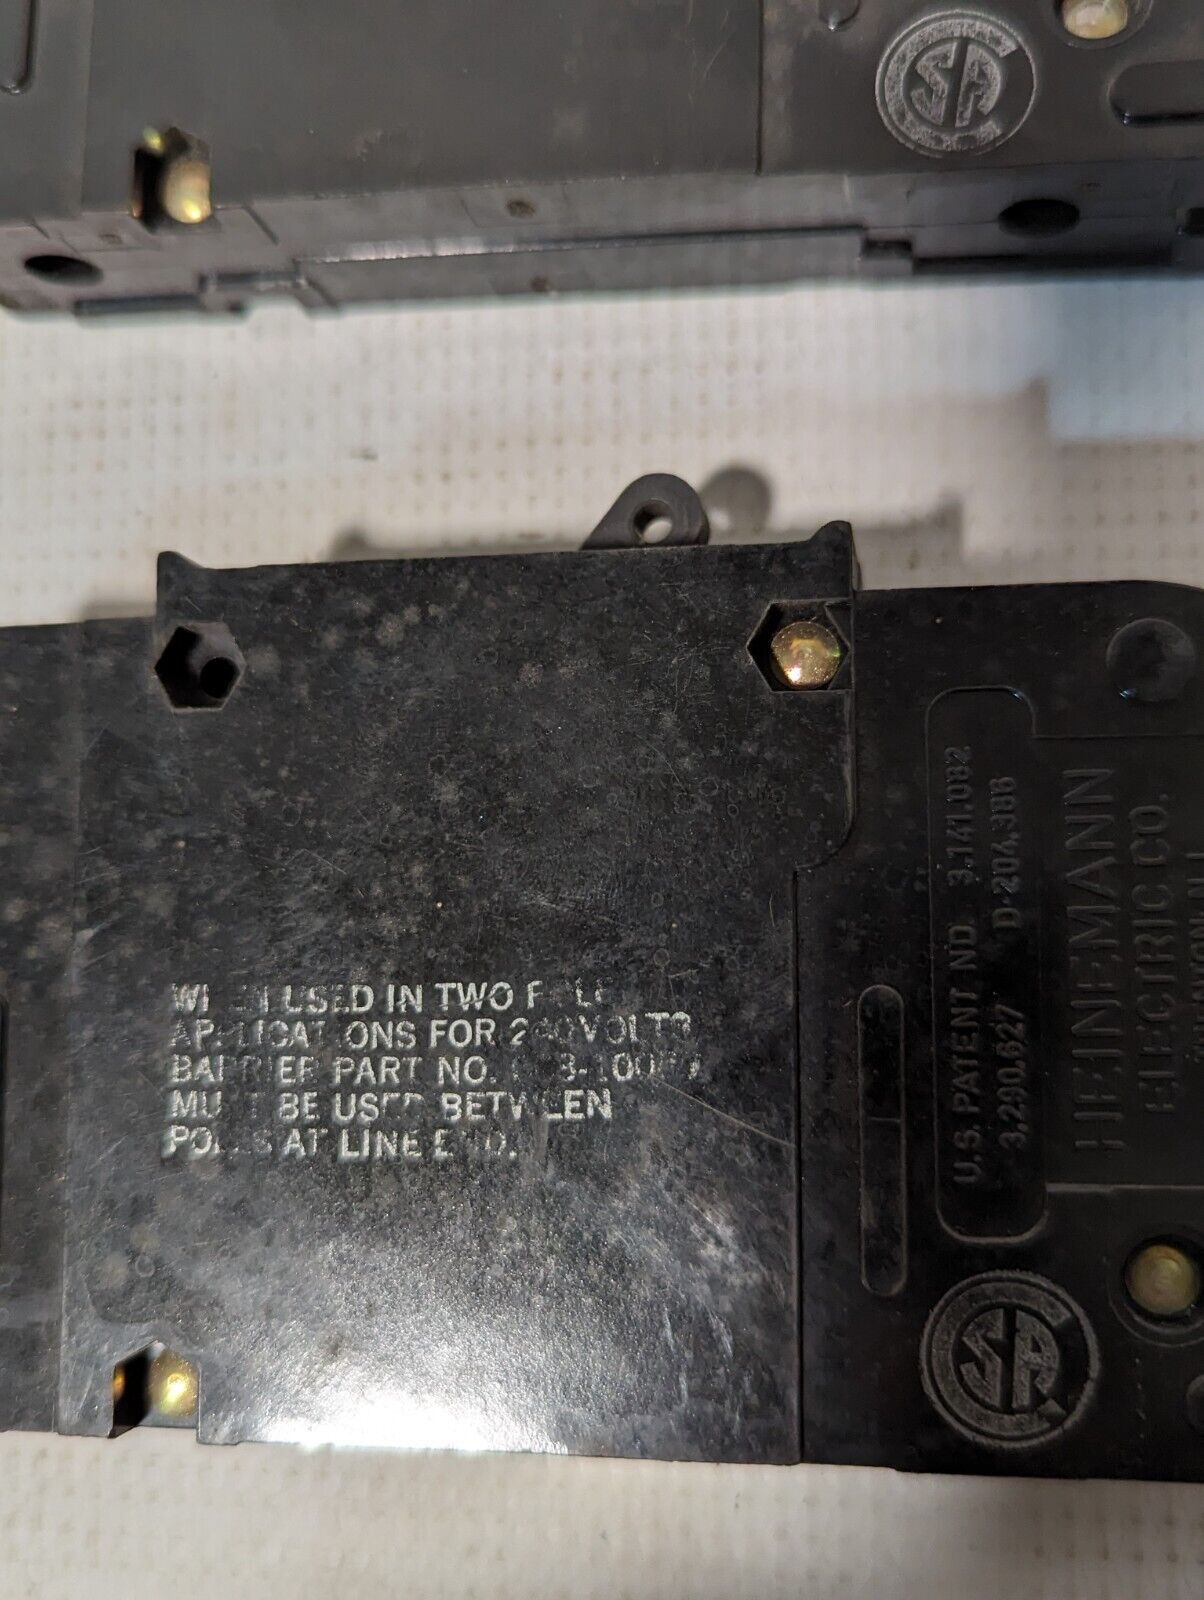 WHEN USED IN TWO POLE
APPLICATIONS FOR 240 VOLTS
BARRIER PART NO.
MUST BE USED BETWEEN
POLES AT LINE END.
U.S. PATENT NO. 3,141,082
3,290,627 D-204,386
HEINEMANN
ELECTRIC CO.